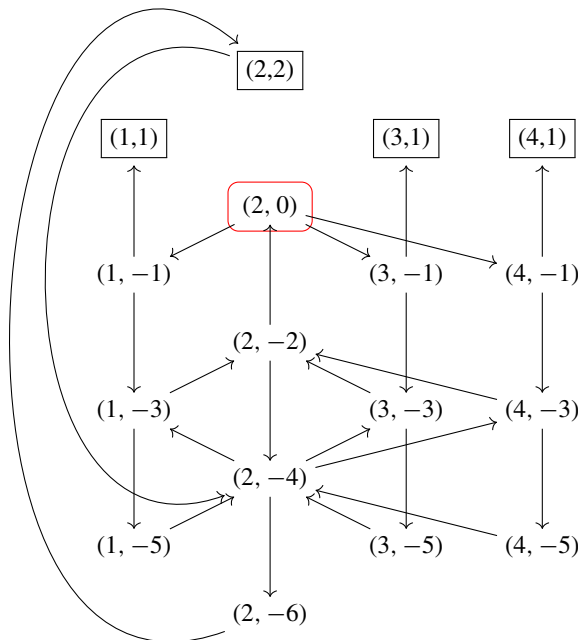 (2,2)
(1,1) (3,1) (4,1)
(2, 0)
(1, −1) (3, −1) (4, −1)
(2, −2)
(1, −3) (3, −3) (4, −3)
(2, −4)
(1, −5) (3, −5) (4, −5)
(2, −6)